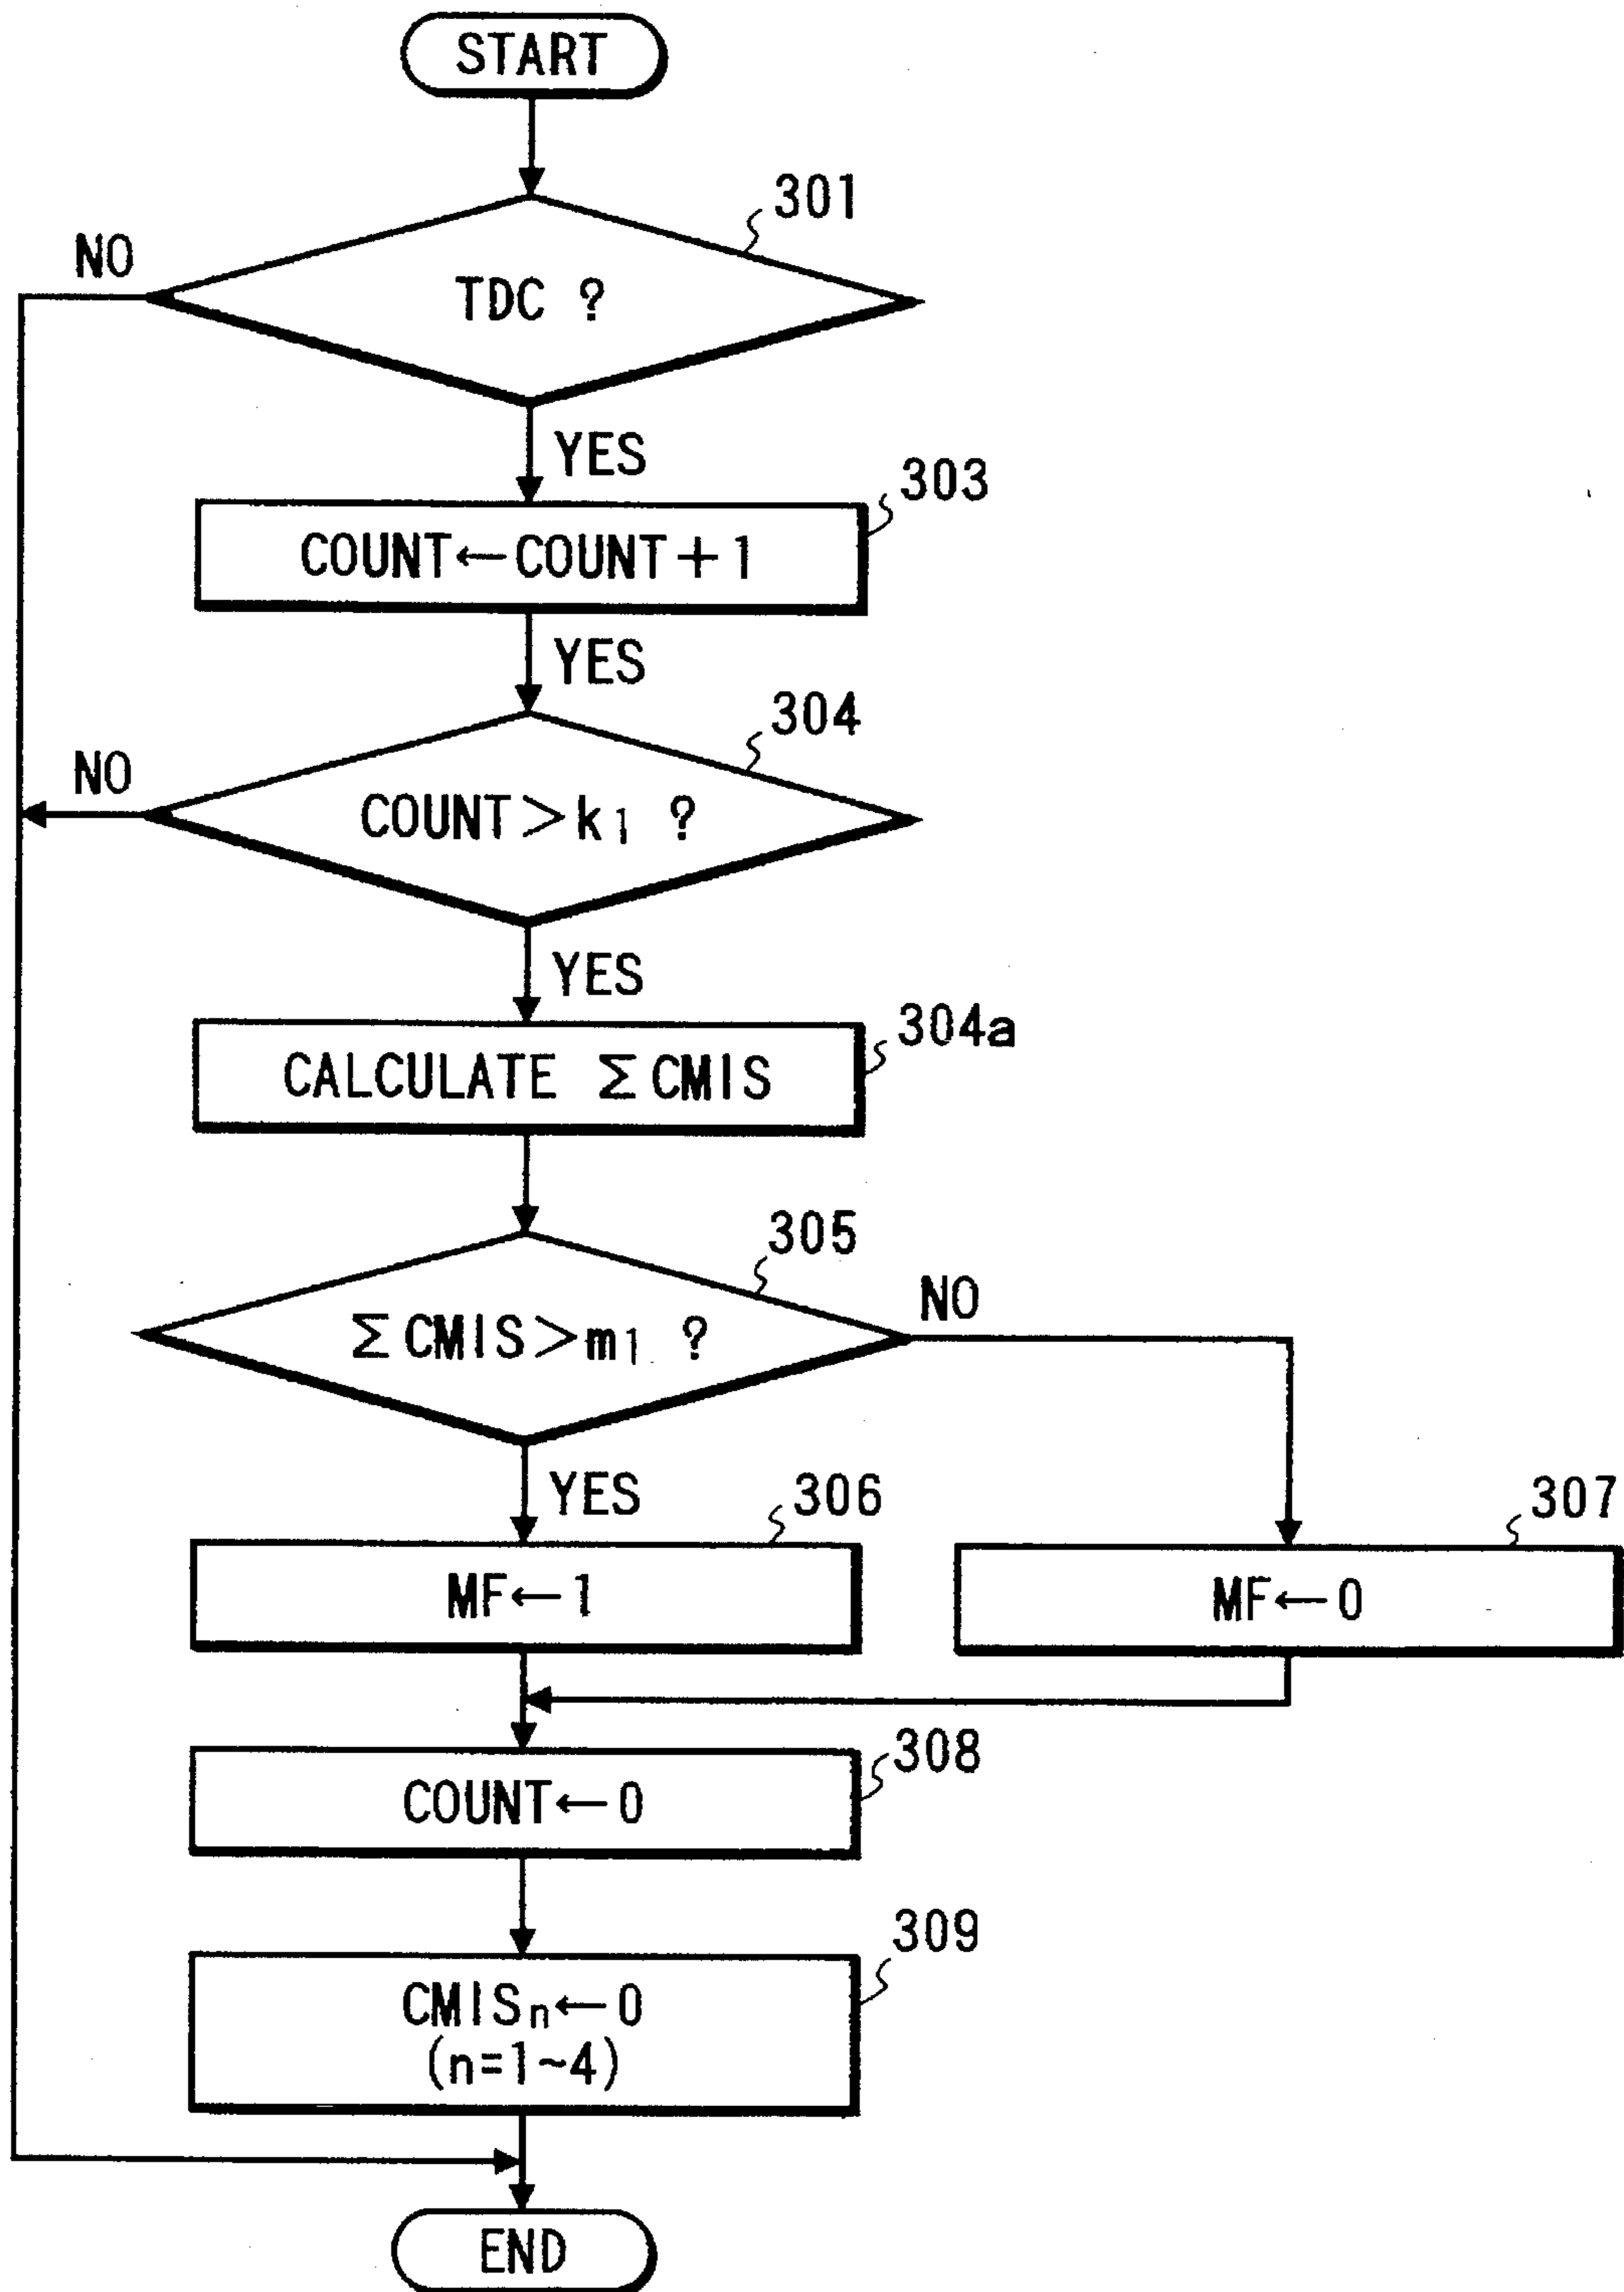 START
301
NO
TDC ?
YES
303
COUNT←COUNT+1
YES
304
NO
COUNT>k₁ ?
YES
304a
CALCULATE ΣCMIS
305
NO
ΣCMIS>m₁ ?
YES
306
307
MF←1
MF←0
308
COUNT←0
309
CMISₙ←0
(n=1~4)
END